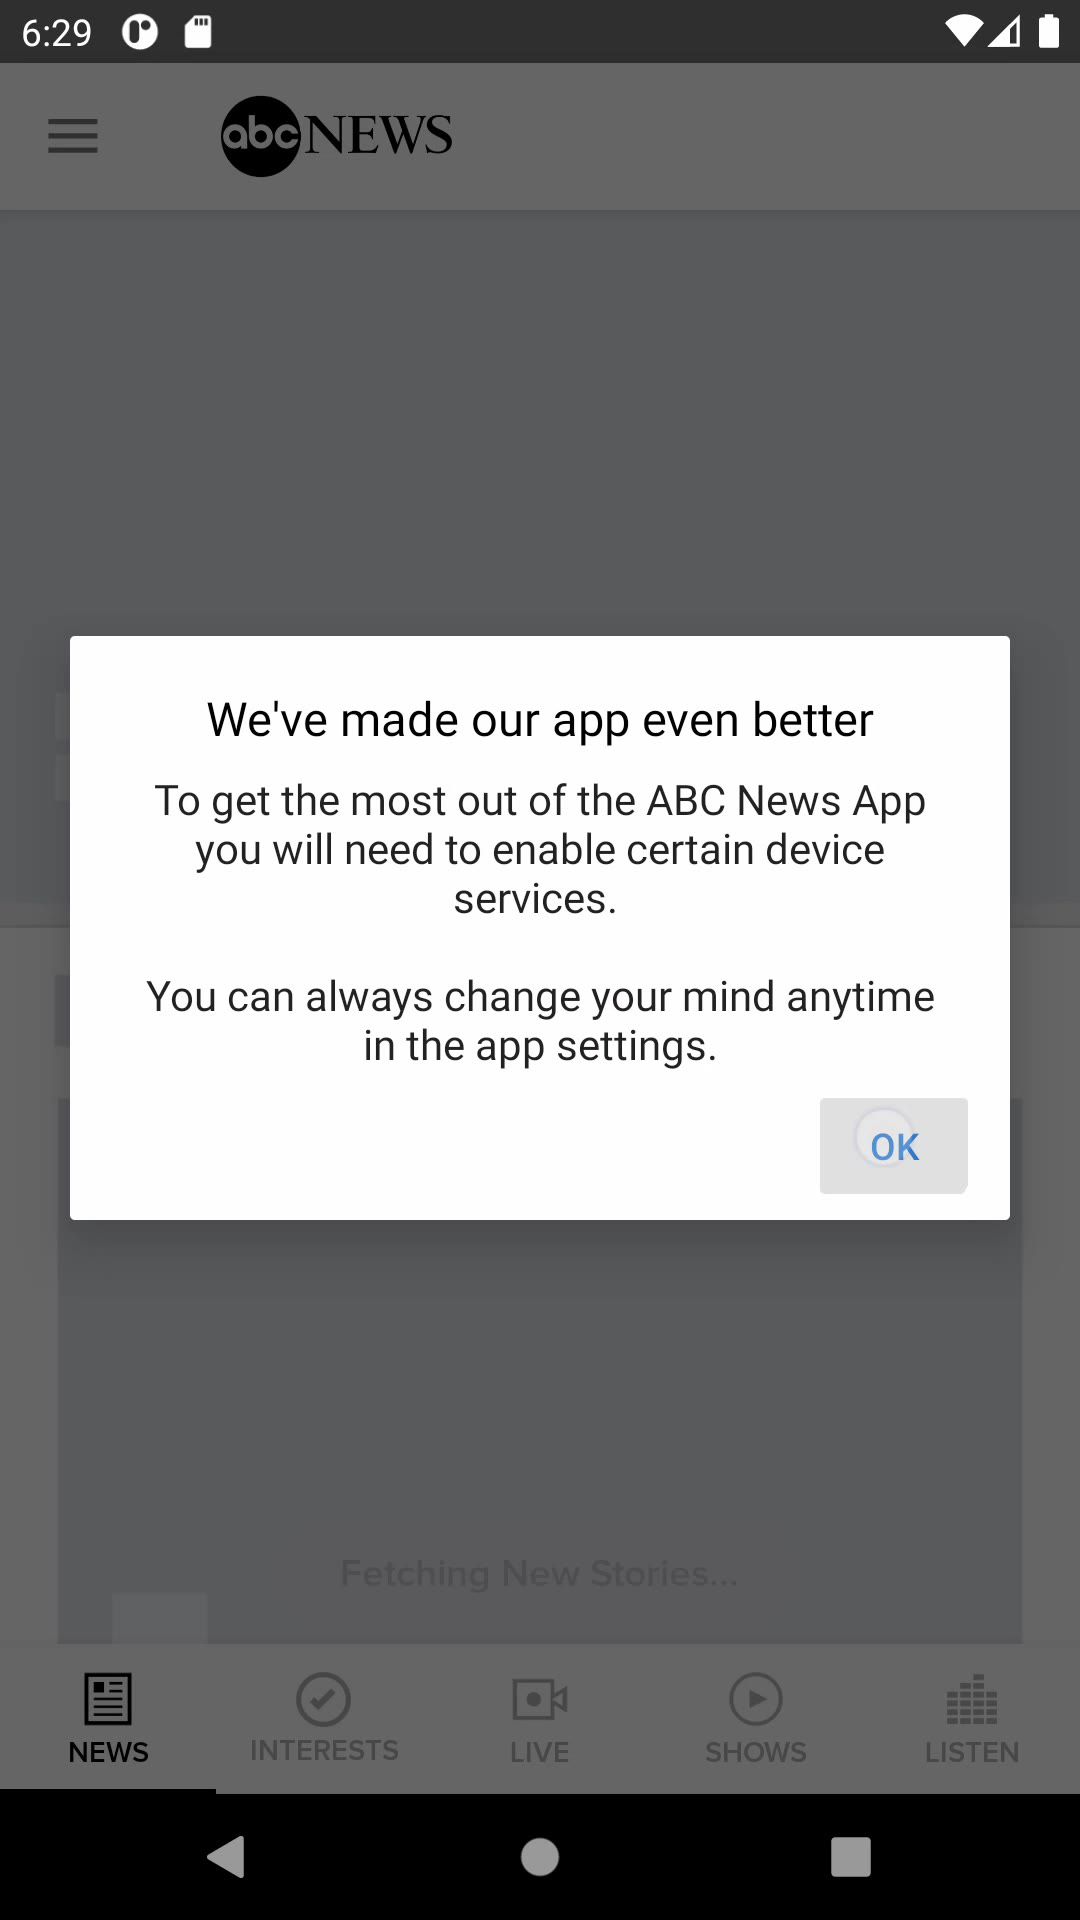 6:29
abc NEWS
We've made our app even better
To get the most out of the ABC News App
you will need to enable certain device
services.
You can always change your mind anytime
in the app settings.
OK
Fetching New Stories...
NEWS
INTERESTS
LIVE
SHOWS
LISTEN